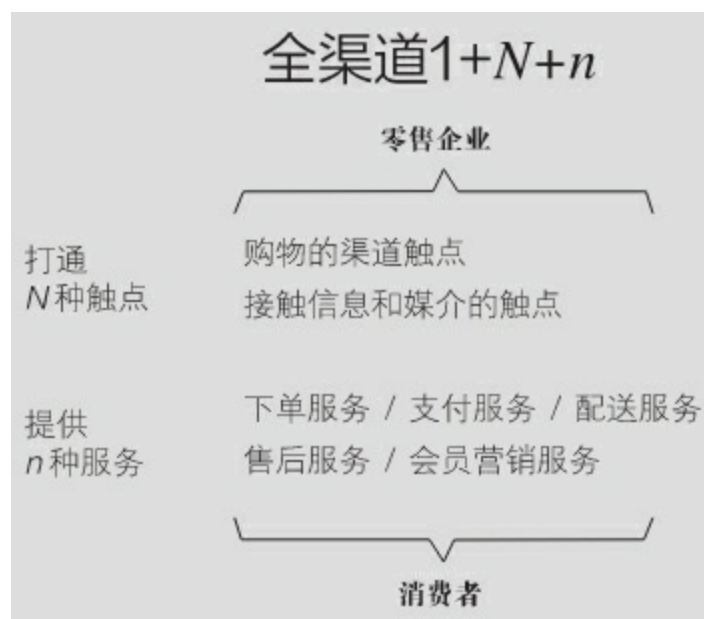 全渠道1+N+n
零售企业
打通
N种触点
购物的渠道触点
接触信息和媒介的触点
提供
n种服务
下单服务 / 支付服务 / 配送服务
售后服务 / 会员营销服务
消费者